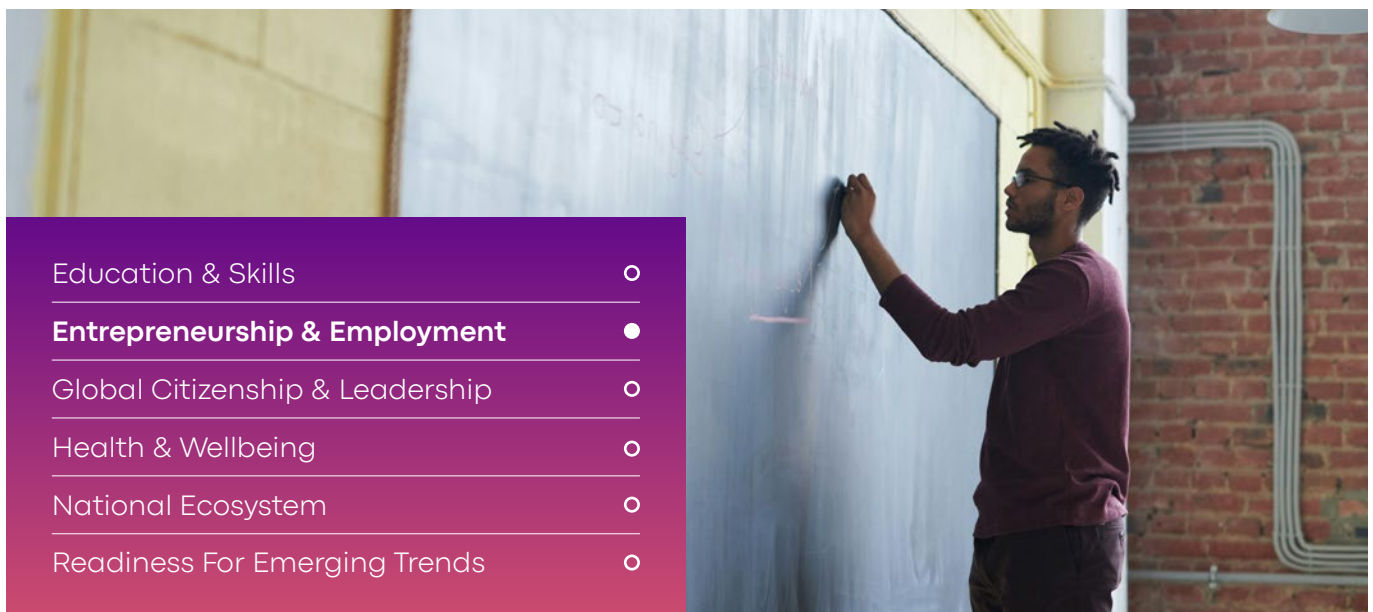 Education & Skills
Entrepreneurship & Employment
Global Citizenship & Leadership
Health & Wellbeing
National Ecosystem
Readiness For Emerging Trends